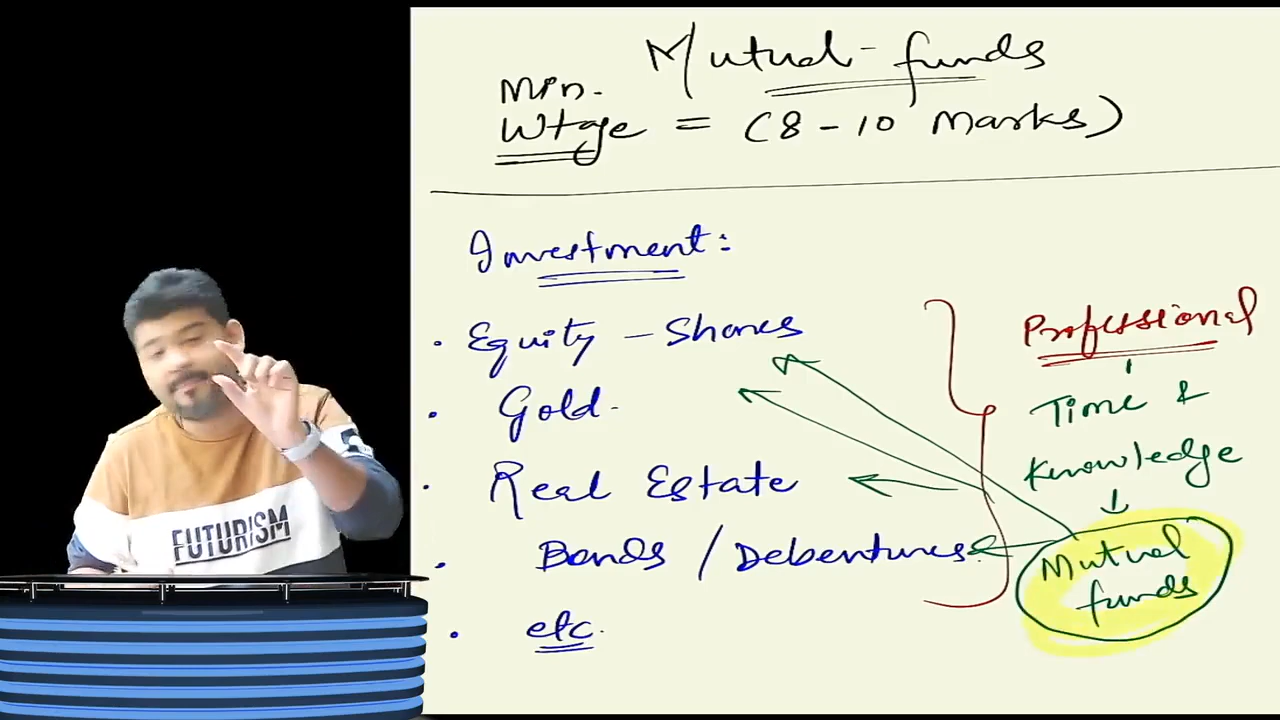 Mutual funds
Min.
Wtge = (8 - 10 Marks)
Investment:
• Equity - Shares
• Gold.
• Real Estate
• Bonds / Debentures.
• etc.
Professional
Time &
Knowledge
↓
Mutual
funds
FUTURISM